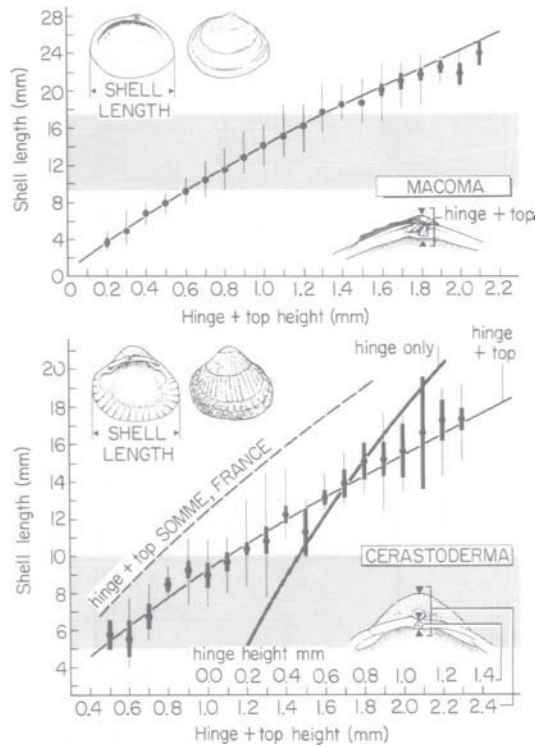 28
24
20
16
12
8
4
0
Shell length (mm)
SHELL
LENGTH
MACOMA
hinge + top
0 0.2 0.4 0.6 0.8 1.0 1.2 1.4 1.6 1.8 2.0 2.2
Hinge + top height (mm)
20
18
16
14
12
10
8
6
4
Shell length (mm)
SHELL
LENGTH
hinge only
hinge
+ top
hinge + top SOMME, FRANCE
CERASTODERMA
hinge height mm
00 0.2 0.4 0.6 0.8 1.0 1.2 1.4
0.4 0.6 0.8 1.0 1.2 1.4 1.6 1.8 2.0 2.2 2.4
Hinge + top height (mm)